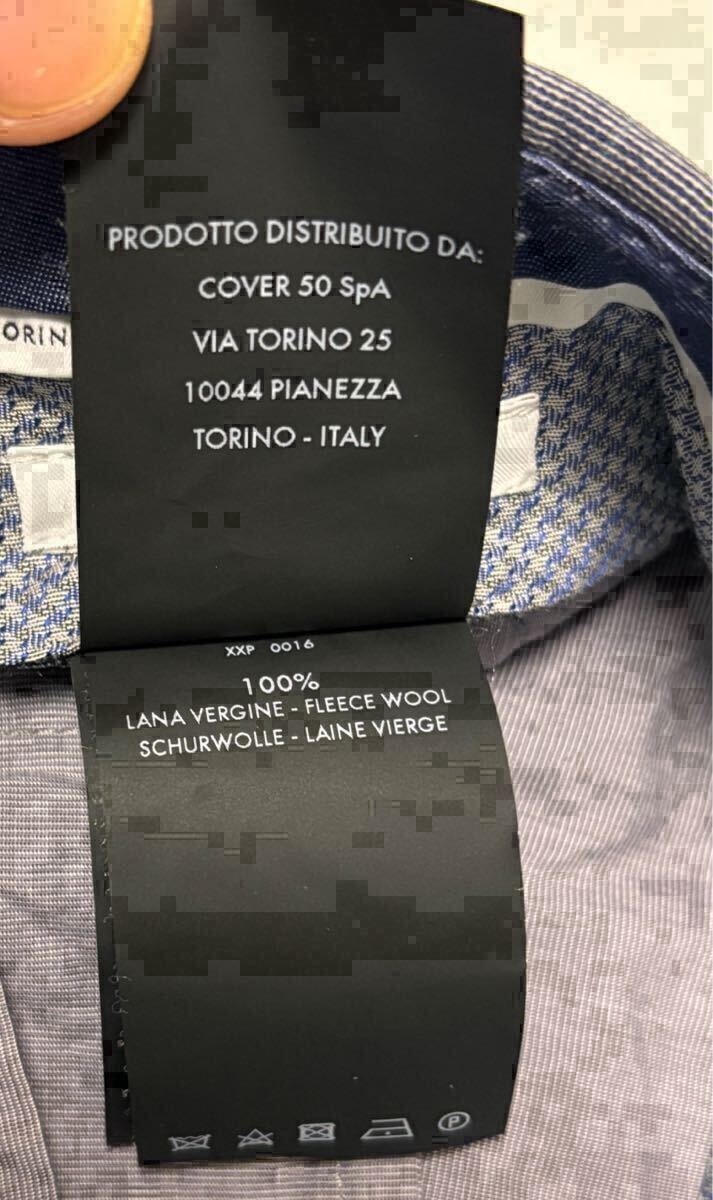 PRODOTTO DISTRIBUITO DA:
COVER 50 SpA
VIA TORINO 25
10044 PIANEZZA
TORINO - ITALY
ORIN
XXP 0016
100%
LANA VERGINE - FLEECE WOOL
SCHURWOLLE - LAINE VIERGE
P